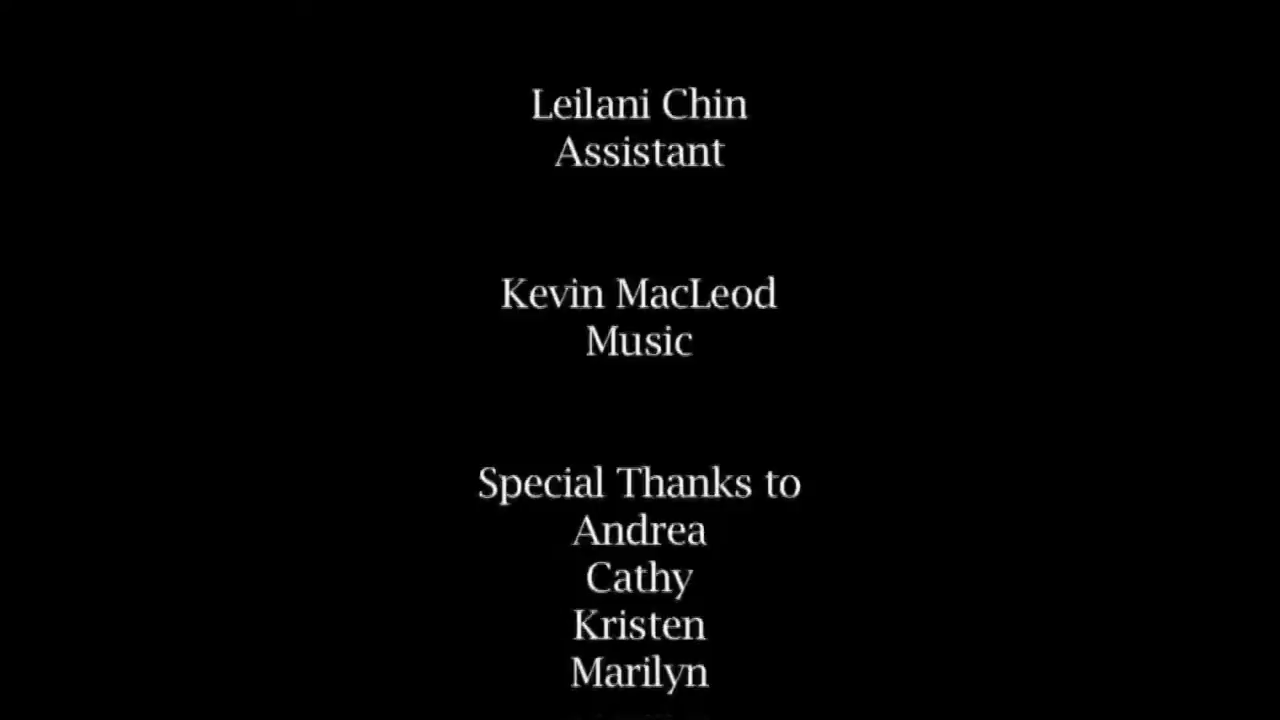 Leilani Chin
Assistant
Kevin MacLeod
Music
Special Thanks to
Andrea
Cathy
Kristen
Marilyn